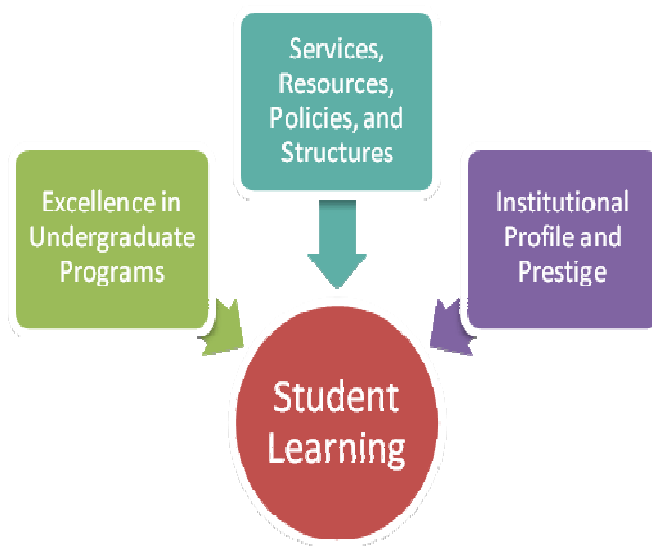 Services,
Resources,
Policies, and
Structures
Excellence in
Undergraduate
Programs
Institutional
Profile and
Prestige
Student
Learning